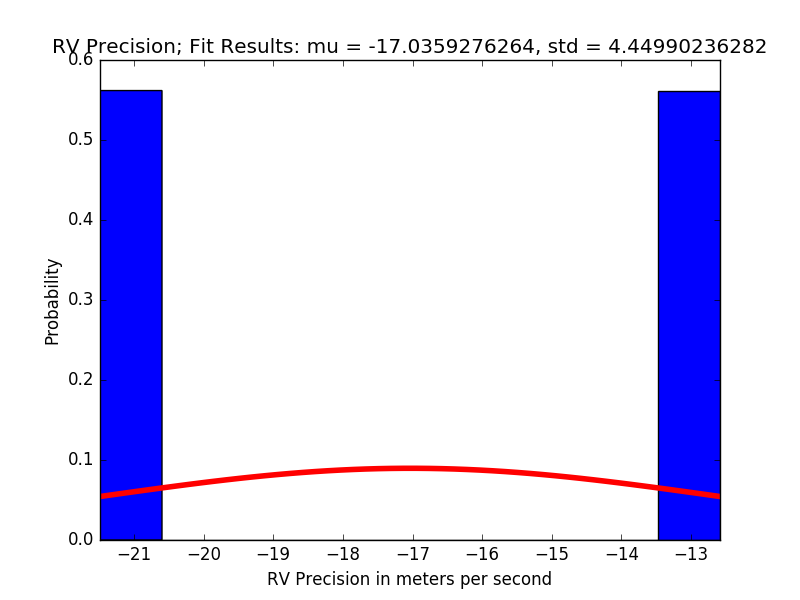 RV Precision; Fit Results: mu = -17.0359276264, std = 4.44990236282
0.6
0.5
0.4
0.3
0.2
0.1
0.0
Probability
−21 −20 −19 −18 −17 −16 −15 −14 −13
RV Precision in meters per second